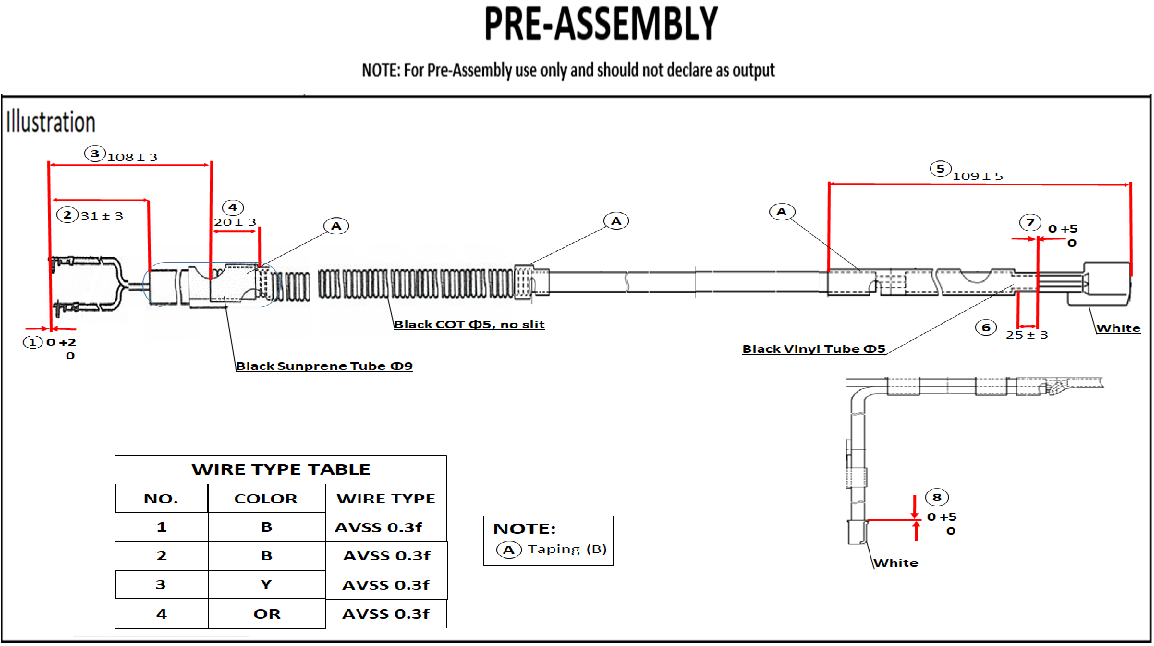 PRE-ASSEMBLY
NOTE: For Pre-Assembly use only and should not declare as output
Illustration
3 108 ± 3
5 109 ± 5
2 31 ± 3
4
20 ± 3
A
A
A
7 0 +5
0
1 0 +2
0
Black COT Φ5, no slit
6
25 ± 3
White
Black Vinyl Tube Φ5
Black Sunprene Tube Φ9
WIRE TYPE TABLE
NO. COLOR WIRE TYPE
1 B AVSS 0.3f
2 B AVSS 0.3f
3 Y AVSS 0.3f
4 OR AVSS 0.3f
NOTE:
A Taping (B)
8
0 +5
0
White